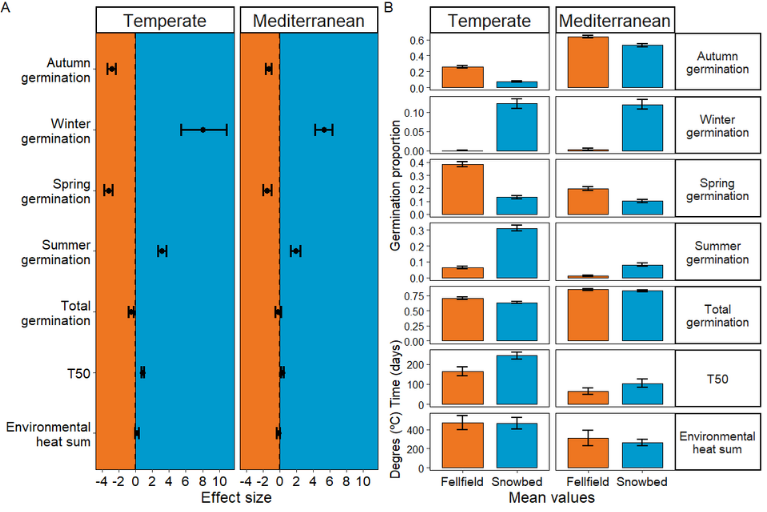 A
Temperate
Mediterranean
Autumn
germination
Winter
germination
Spring
germination
Summer
germination
Total
germination
T50
Environmental
heat sum
-4 -2 0 2 4 6 8 10
-4 -2 0 2 4 6 8 10
Effect size
B
Temperate
Mediterranean
Germination proportion
Time (days)
Degres (ºC)
0.6
0.4
0.2
0.0
Autumn
germination
0.10
0.05
0.00
Winter
germination
0.4
0.3
0.2
0.1
0.0
Spring
germination
0.3
0.2
0.1
0.0
Summer
germination
0.75
0.50
0.25
0.00
Total
germination
200
100
0
T50
400
200
0
Environmental
heat sum
Fellfield Snowbed
Fellfield Snowbed
Mean values